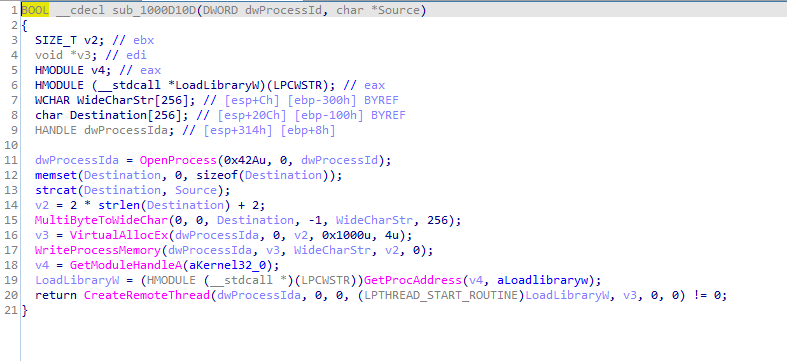 1 BOOL __cdecl sub_1000D10D(DWORD dwProcessId, char *Source)
2 {
3 SIZE_T v2; // ebx
4 void *v3; // edi
5 HMODULE v4; // eax
6 HMODULE (__stdcall *LoadLibraryW)(LPCWSTR); // eax
7 WCHAR WideCharStr[256]; // [esp+Ch] [ebp-300h] BYREF
8 char Destination[256]; // [esp+20Ch] [ebp-100h] BYREF
9 HANDLE dwProcessIda; // [esp+314h] [ebp+8h]
10
11 dwProcessIda = OpenProcess(0x42Au, 0, dwProcessId);
12 memset(Destination, 0, sizeof(Destination));
13 strcat(Destination, Source);
14 v2 = 2 * strlen(Destination) + 2;
15 MultiByteToWideChar(0, 0, Destination, -1, WideCharStr, 256);
16 v3 = VirtualAllocEx(dwProcessIda, 0, v2, 0x1000u, 4u);
17 WriteProcessMemory(dwProcessIda, v3, WideCharStr, v2, 0);
18 v4 = GetModuleHandleA(aKernel32_0);
19 LoadLibraryW = (HMODULE (__stdcall *)(LPCWSTR))GetProcAddress(v4, aLoadlibraryw);
20 return CreateRemoteThread(dwProcessIda, 0, 0, (LPTHREAD_START_ROUTINE)LoadLibraryW, v3, 0, 0) != 0;
21 }